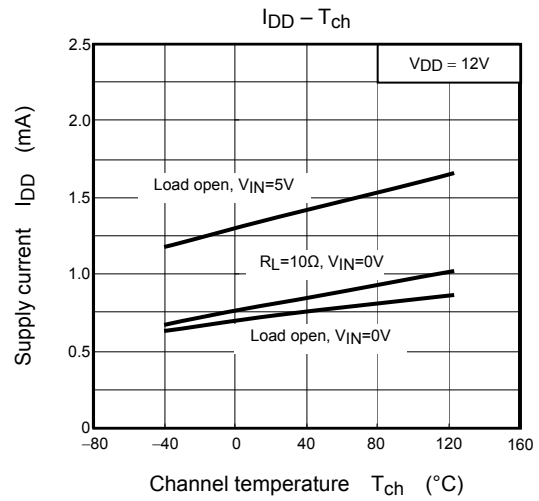 IDD – Tch
2.5
VDD = 12V
2.0
Supply current IDD (mA)
Load open, VIN=5V
1.5
RL=10Ω, VIN=0V
1.0
Load open, VIN=0V
0.5
0
–80 –40 0 40 80 120 160
Channel temperature Tch (°C)